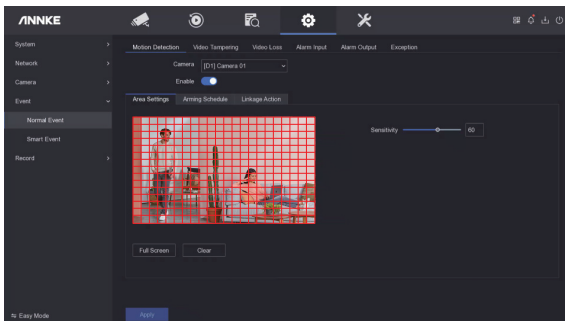 ANNKE
System
Network
Camera
Event
Normal Event
Smart Event
Record
Easy Mode
Motion Detection Video Tampering Video Loss Alarm Input Alarm Output Exception
Camera [D1] Camera 01
Enable
Area Settings Arming Schedule Linkage Action
Sensitivity 60
Full Screen Clear
Apply